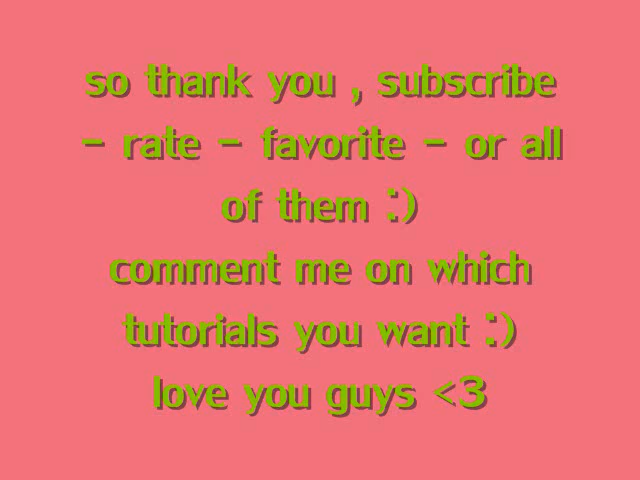 so thank you , subscribe
- rate - favorite - or all
of them :)
comment me on which
tutorials you want :)
love you guys <3